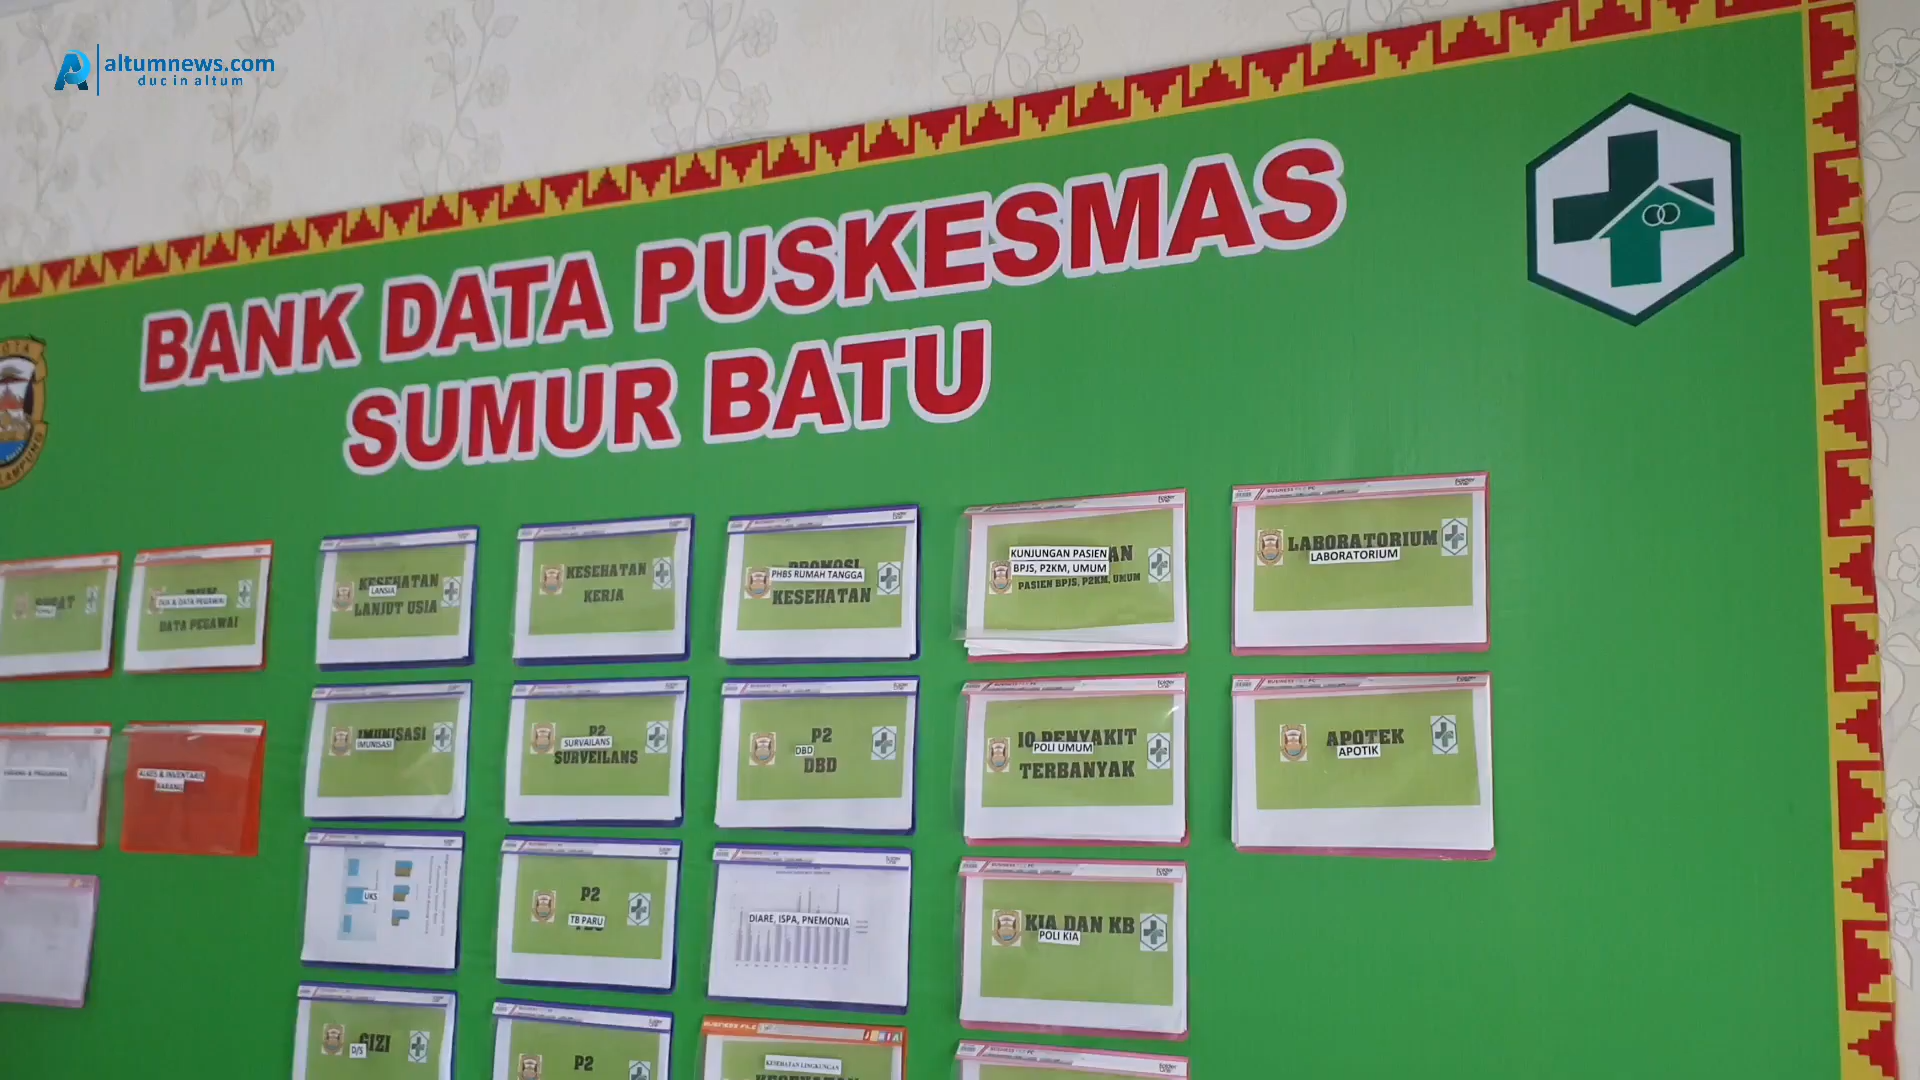 altumnews.com
duc in altum
BANK DATA PUSKESMAS
SUMUR BATU
LAMPUNG
DATA PEGAWAI
KESEHATAN
LANSIA
LANJUT USIA
KESEHATAN
KERJA
PHBS RUMAH TANGGA
KESEHATAN
KUNJUNGAN PASIEN
BPJS, P2KM, UMUM
PASIEN BPJS, P2KM, UMUM
LABORATORIUM
LABORATORIUM
ALKES & INVENTARIS
BARANG
IMUNISASI
IMUNISASI
P2
SURVAILANS
SURVEILANS
P2
DBD
DBD
10 PENYAKIT
POLI UMUM
TERBANYAK
APOTEK
APOTIK
UKS
P2
TB PARU
DIARE, ISPA, PNEMONIA
KIA DAN KB
POLI KIA
GIZI
D/S
P2
BUSINESS FILE
KESEHATAN LINGKUNGAN